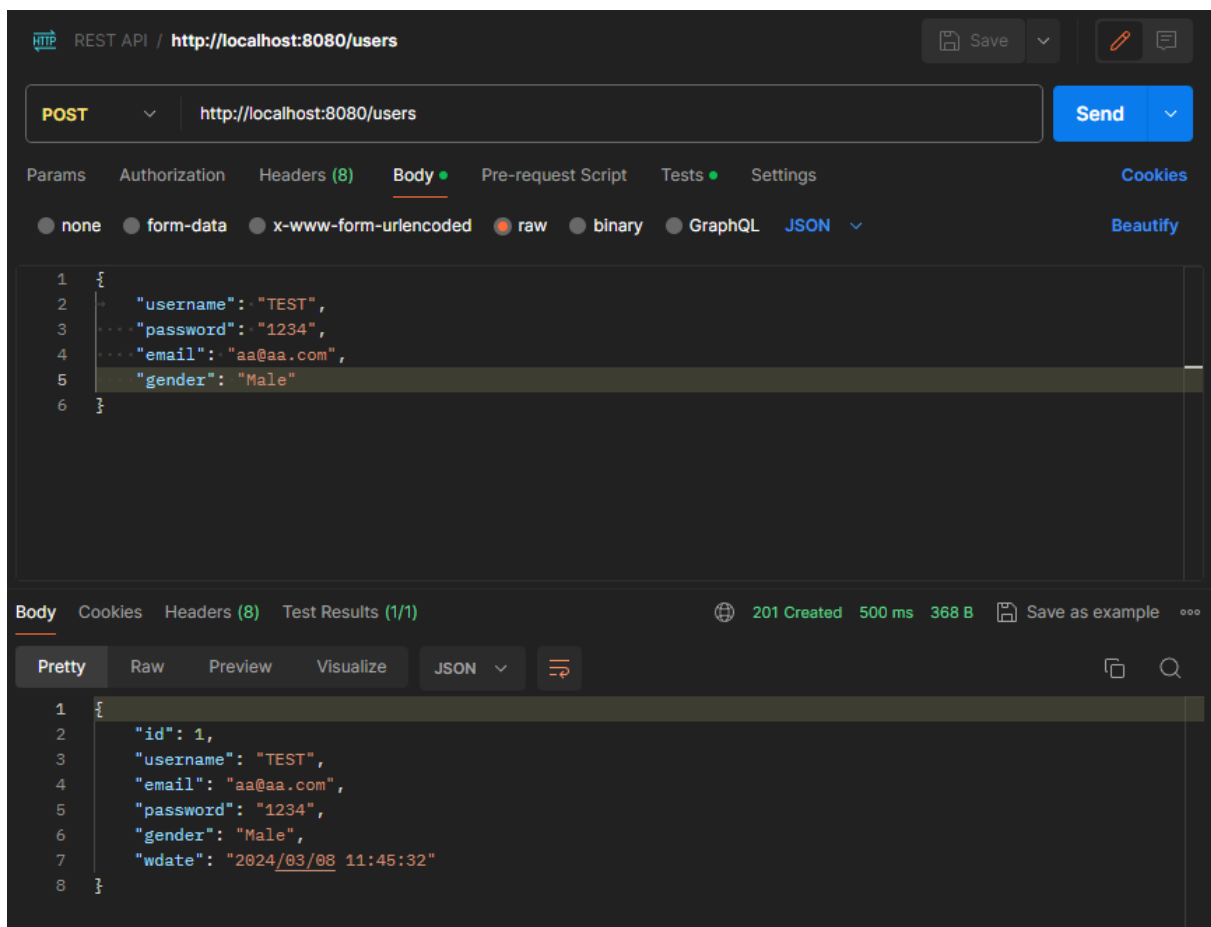 HTTP REST API / http://localhost:8080/users Save
POST http://localhost:8080/users Send
Params Authorization Headers (8) Body Pre-request Script Tests Settings Cookies
none form-data x-www-form-urlencoded raw binary GraphQL JSON Beautify
1 {
2 "username": "TEST",
3 "password": "1234",
4 "email": "aa@aa.com",
5 "gender": "Male"
6 }
Body Cookies Headers (8) Test Results (1/1) 201 Created 500 ms 368 B Save as example
Pretty Raw Preview Visualize JSON
1 {
2 "id": 1,
3 "username": "TEST",
4 "email": "aa@aa.com",
5 "password": "1234",
6 "gender": "Male",
7 "wdate": "2024/03/08 11:45:32"
8 }